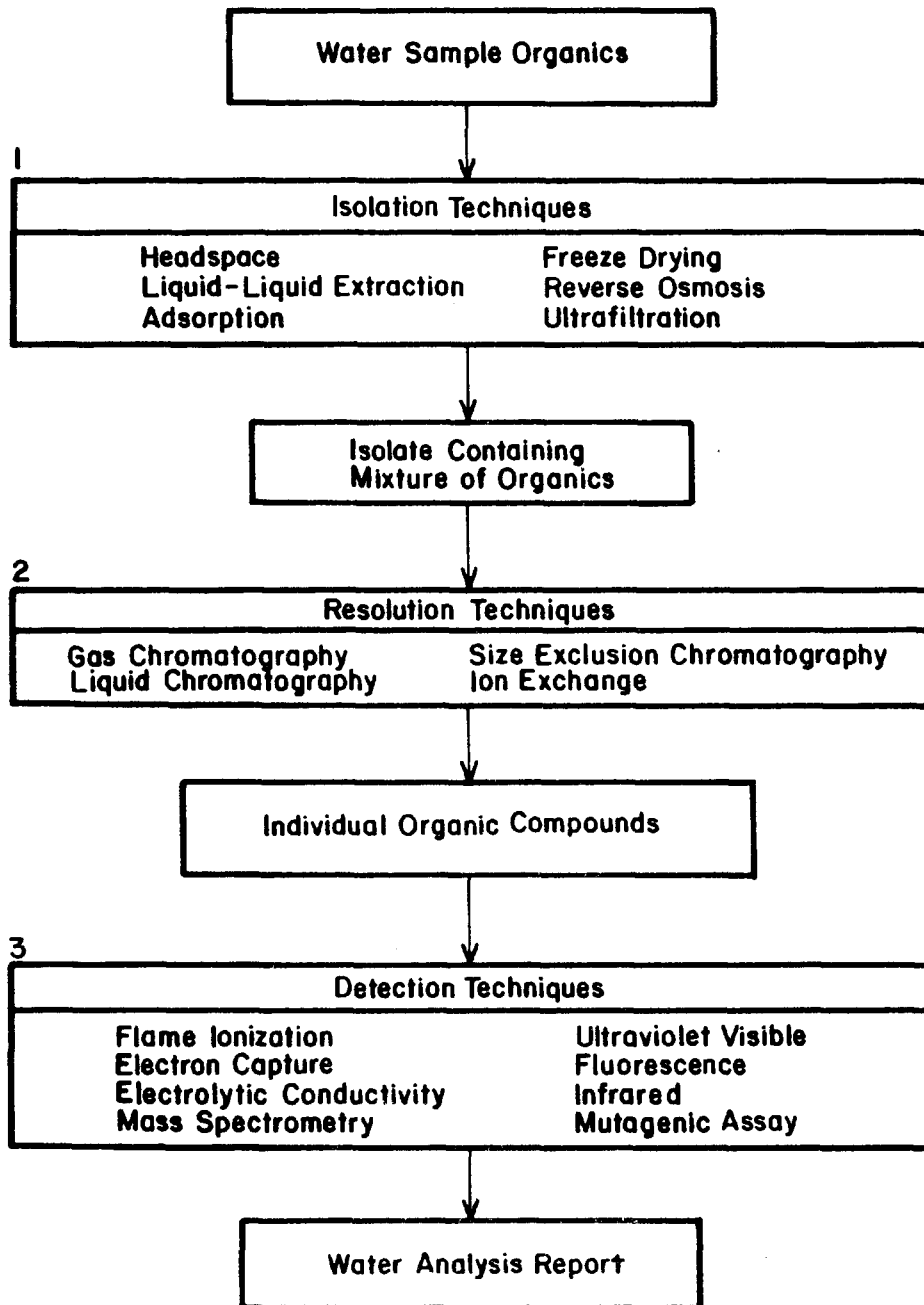 Water Sample Organics
1
Isolation Techniques
Headspace
Liquid-Liquid Extraction
Adsorption
Freeze Drying
Reverse Osmosis
Ultrafiltration
Isolate Containing
Mixture of Organics
2
Resolution Techniques
Gas Chromatography
Liquid Chromatography
Size Exclusion Chromatography
Ion Exchange
Individual Organic Compounds
3
Detection Techniques
Flame Ionization
Electron Capture
Electrolytic Conductivity
Mass Spectrometry
Ultraviolet Visible
Fluorescence
Infrared
Mutagenic Assay
Water Analysis Report